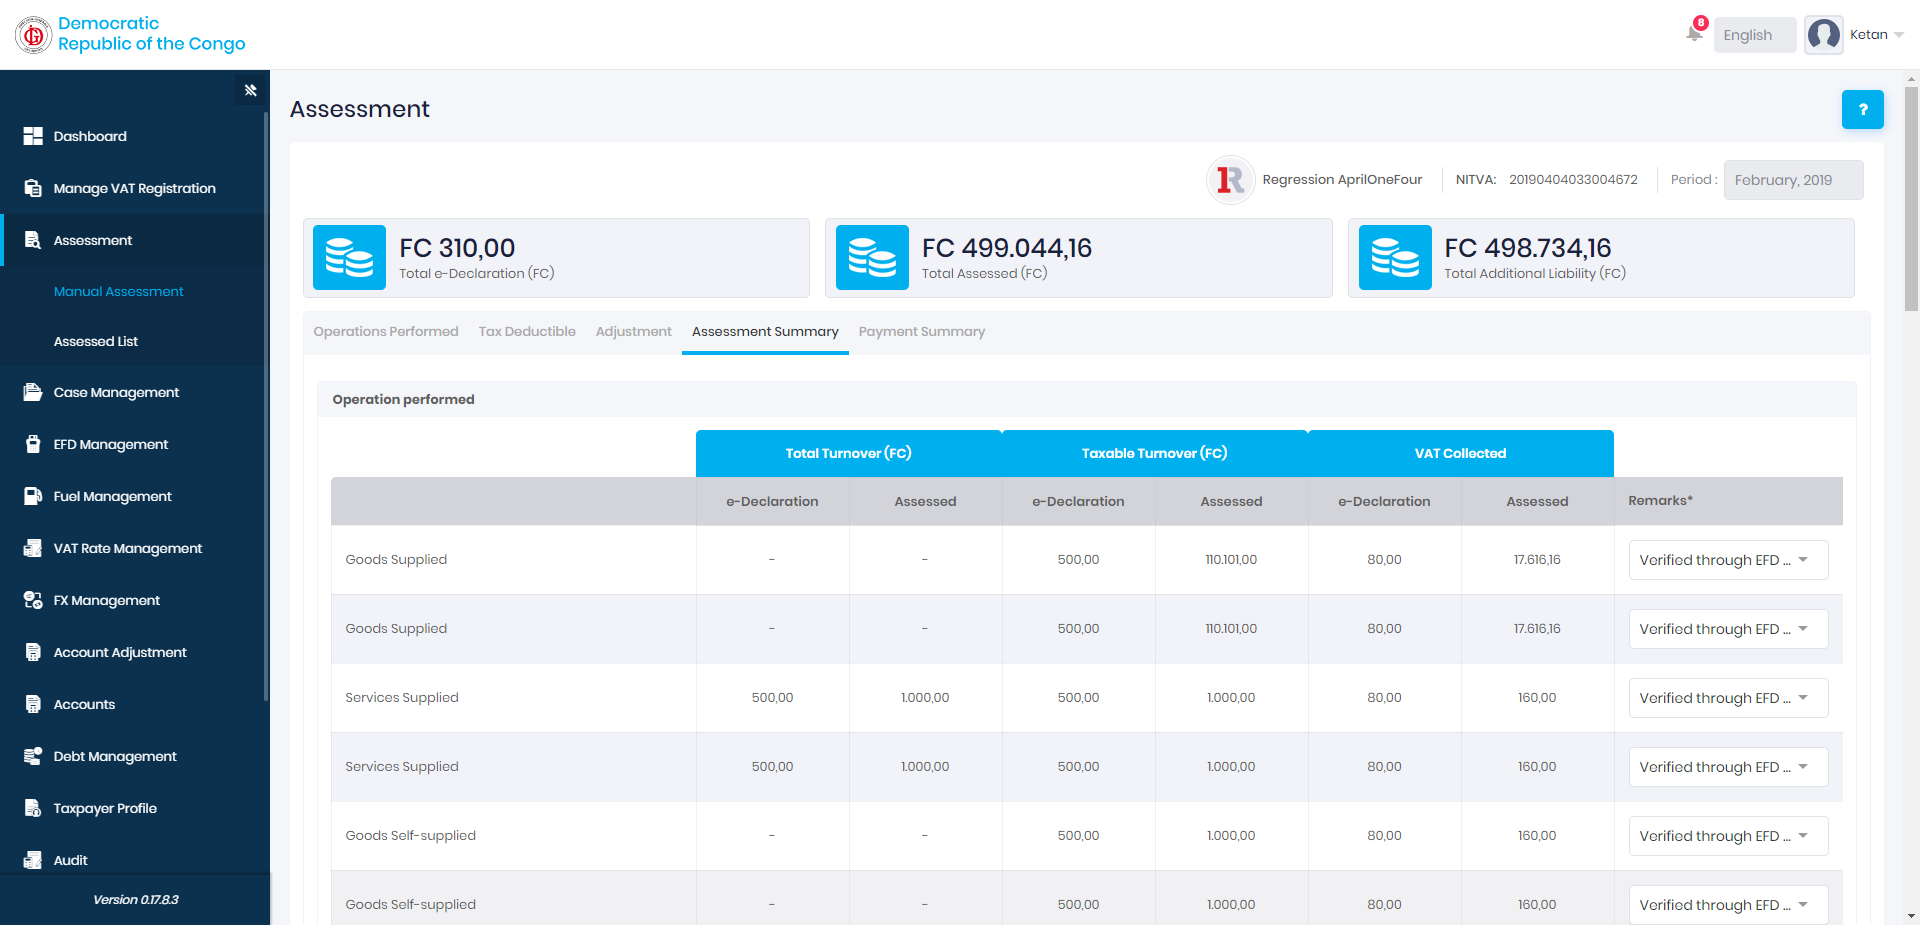 Democratic
Republic of the Congo
8
English
Ketan
Assessment
?
Dashboard
Manage VAT Registration
Assessment
Manual Assessment
Assessed List
Case Management
EFD Management
Fuel Management
VAT Rate Management
FX Management
Account Adjustment
Accounts
Debt Management
Taxpayer Profile
Audit
Version 0.17.8.3
1R Regression AprilOneFour NITVA: 20190404033004672 Period : February, 2019
FC 310,00
Total e-Declaration (FC)
FC 499.044,16
Total Assessed (FC)
FC 498.734,16
Total Additional Liability (FC)
Operations Performed Tax Deductible Adjustment Assessment Summary Payment Summary
Operation performed
Total Turnover (FC) Taxable Turnover (FC) VAT Collected
e-Declaration Assessed e-Declaration Assessed e-Declaration Assessed Remarks*
Goods Supplied - - 500,00 110.101,00 80,00 17.616,16 Verified through EFD ...
Goods Supplied - - 500,00 110.101,00 80,00 17.616,16 Verified through EFD ...
Services Supplied 500,00 1.000,00 500,00 1.000,00 80,00 160,00 Verified through EFD ...
Services Supplied 500,00 1.000,00 500,00 1.000,00 80,00 160,00 Verified through EFD ...
Goods Self-supplied - - 500,00 1.000,00 80,00 160,00 Verified through EFD ...
Goods Self-supplied - - 500,00 1.000,00 80,00 160,00 Verified through EFD ...